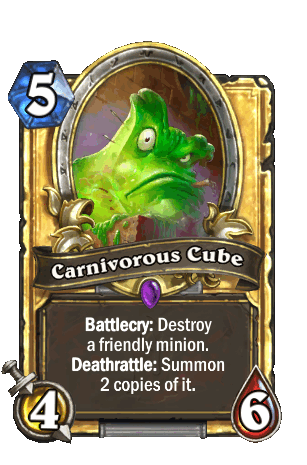 5
Carnivorous Cube
Battlecry: Destroy
a friendly minion.
Deathrattle: Summon
2 copies of it.
4
6